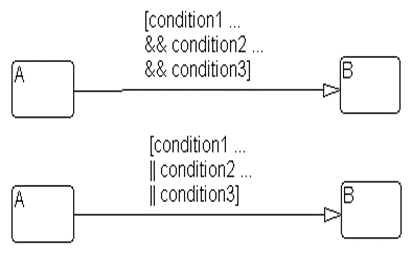 [condition1 ...
&& condition2 ...
&& condition3]
A
B
[condition1 ...
|| condition2 ...
|| condition3]
A
B